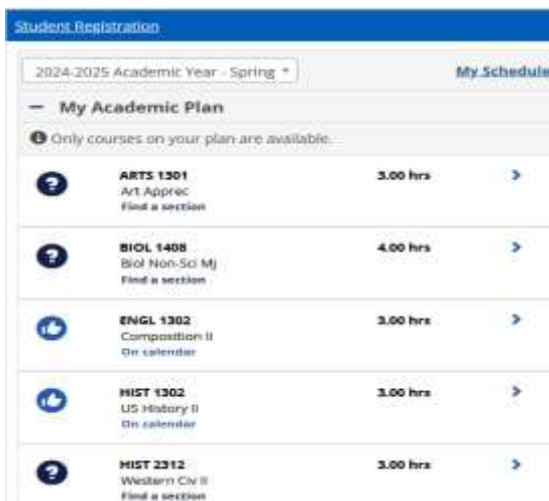 Student Registration
2024-2025 Academic Year - Spring
My Schedule
My Academic Plan
Only courses on your plan are available.
ARTS 1301 3.00 hrs
Art Apprec
Find a section
BIOL 1408 4.00 hrs
Biol Non-Sci Mj
Find a section
ENGL 1302 3.00 hrs
Composition II
On calendar
HIST 1302 3.00 hrs
US History II
On calendar
HIST 2312 3.00 hrs
Western Civ II
Find a section